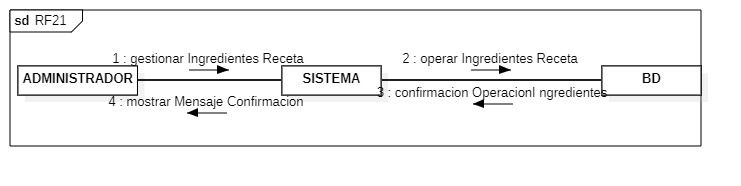 sd RF21
1 : gestionar Ingredientes Receta
2 : operar Ingredientes Receta
ADMINISTRADOR
SISTEMA
BD
3 : confirmacion OperacionI ngredientes
4 : mostrar Mensaje Confirmacion